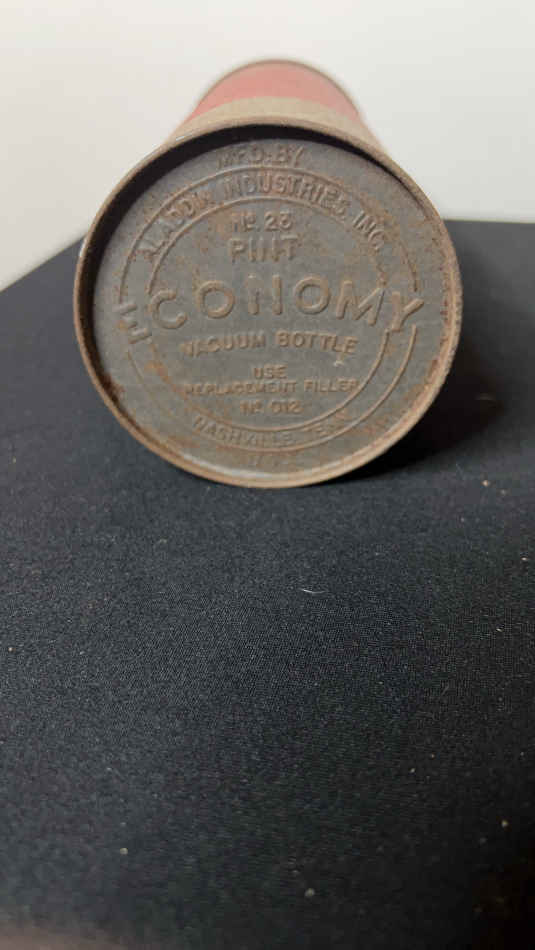 MFD. BY
ALADDIN INDUSTRIES, INC.
Nº 23
PINT
ECONOMY
VACUUM BOTTLE
USE
REPLACEMENT FILLER
Nº 012
NASHVILLE, TENN.